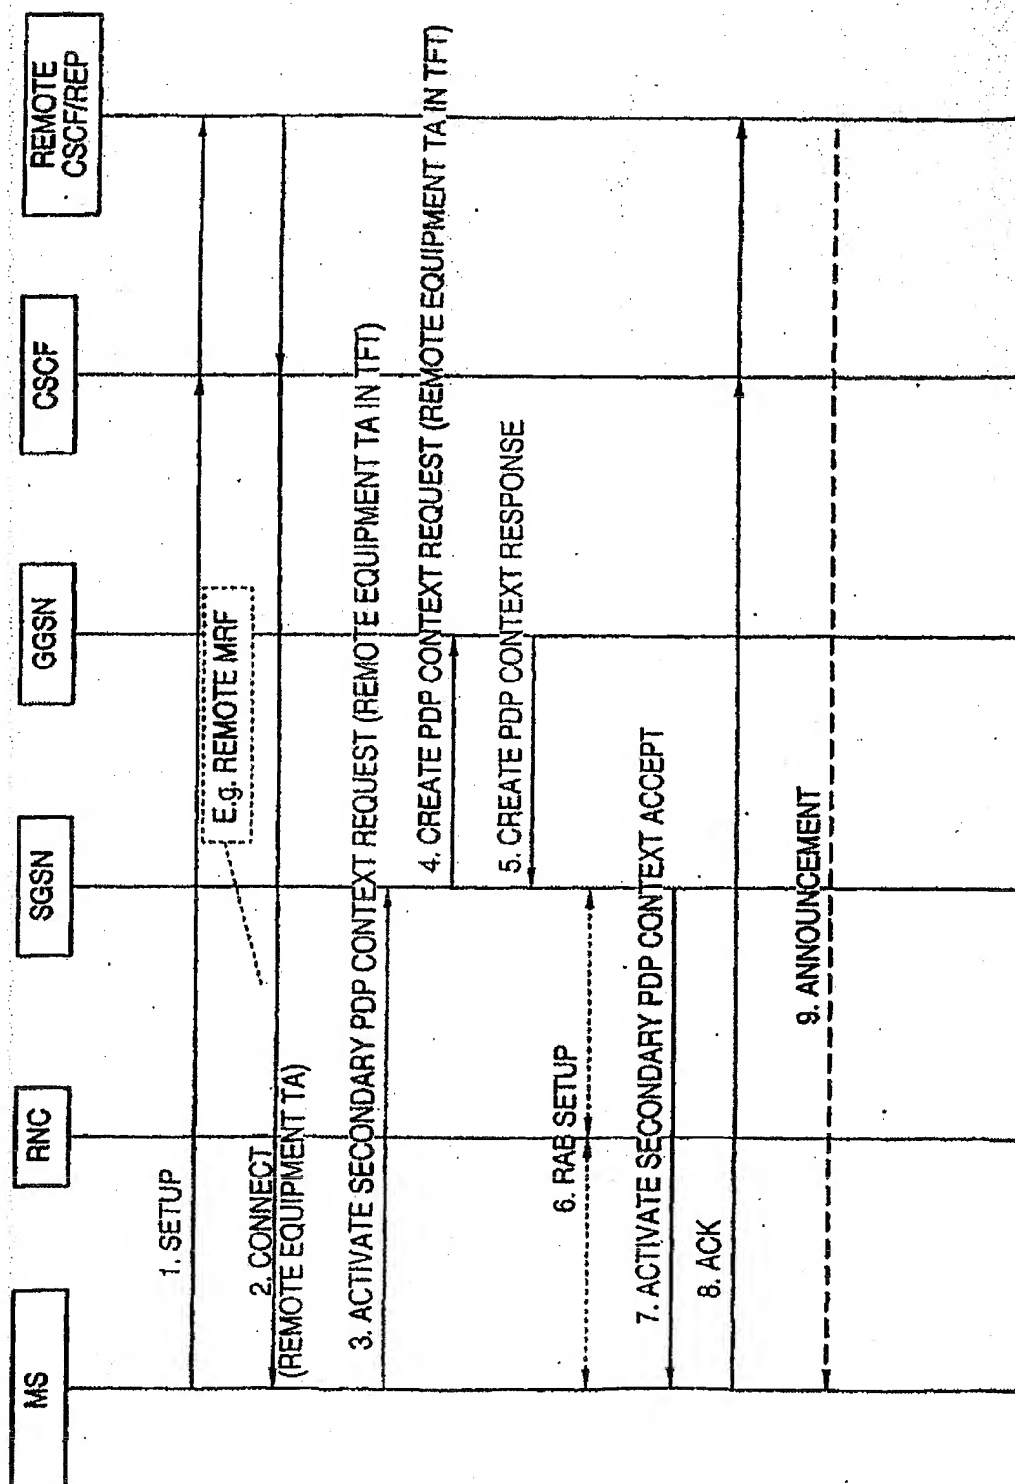 MS
RNC
SGSN
GGSN
CSCF
REMOTE
CSCF/REP
1. SETUP
E.g. REMOTE MRF
2. CONNECT
(REMOTE EQUIPMENT TA)
3. ACTIVATE SECONDARY PDP CONTEXT REQUEST (REMOTE EQUIPMENT TA IN TFT)
4. CREATE PDP CONTEXT REQUEST (REMOTE EQUIPMENT TA IN TFT)
5. CREATE PDP CONTEXT RESPONSE
6. RAB SETUP
7. ACTIVATE SECONDARY PDP CONTEXT ACCEPT
8. ACK
9. ANNOUNCEMENT